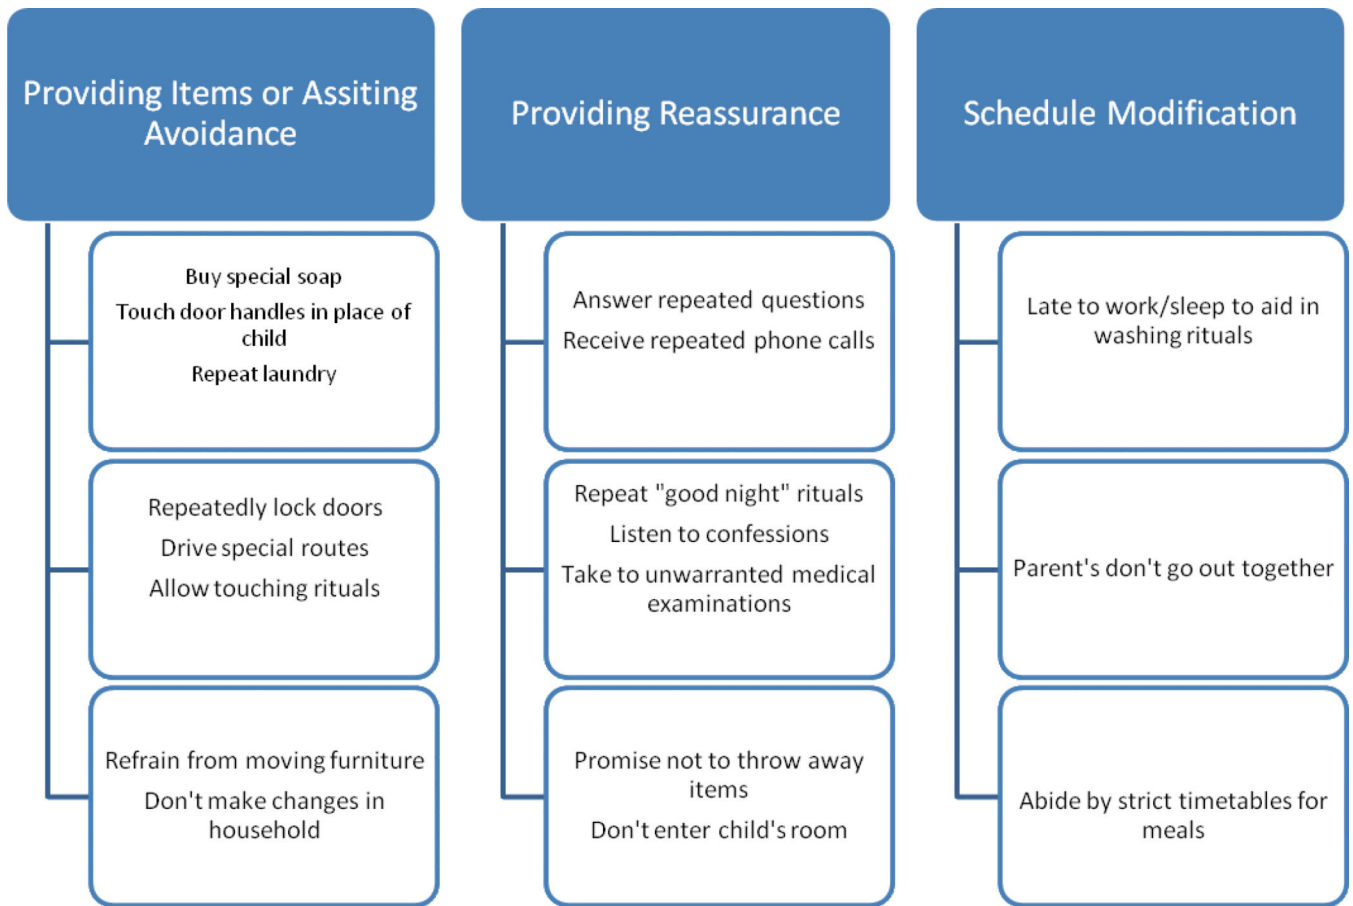 Providing Items or Assiting
Avoidance
Buy special soap
Touch door handles in place of
child
Repeat laundry
Repeatedly lock doors
Drive special routes
Allow touching rituals
Refrain from moving furniture
Don't make changes in
household
Providing Reassurance
Answer repeated questions
Receive repeated phone calls
Repeat "good night" rituals
Listen to confessions
Take to unwarranted medical
examinations
Promise not to throw away
items
Don't enter child's room
Schedule Modification
Late to work/sleep to aid in
washing rituals
Parent's don't go out together
Abide by strict timetables for
meals